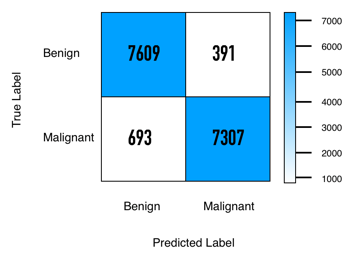 Benign 7609 391
Malignant 693 7307
Benign Malignant
Predicted Label
True Label
7000
6000
5000
4000
3000
2000
1000